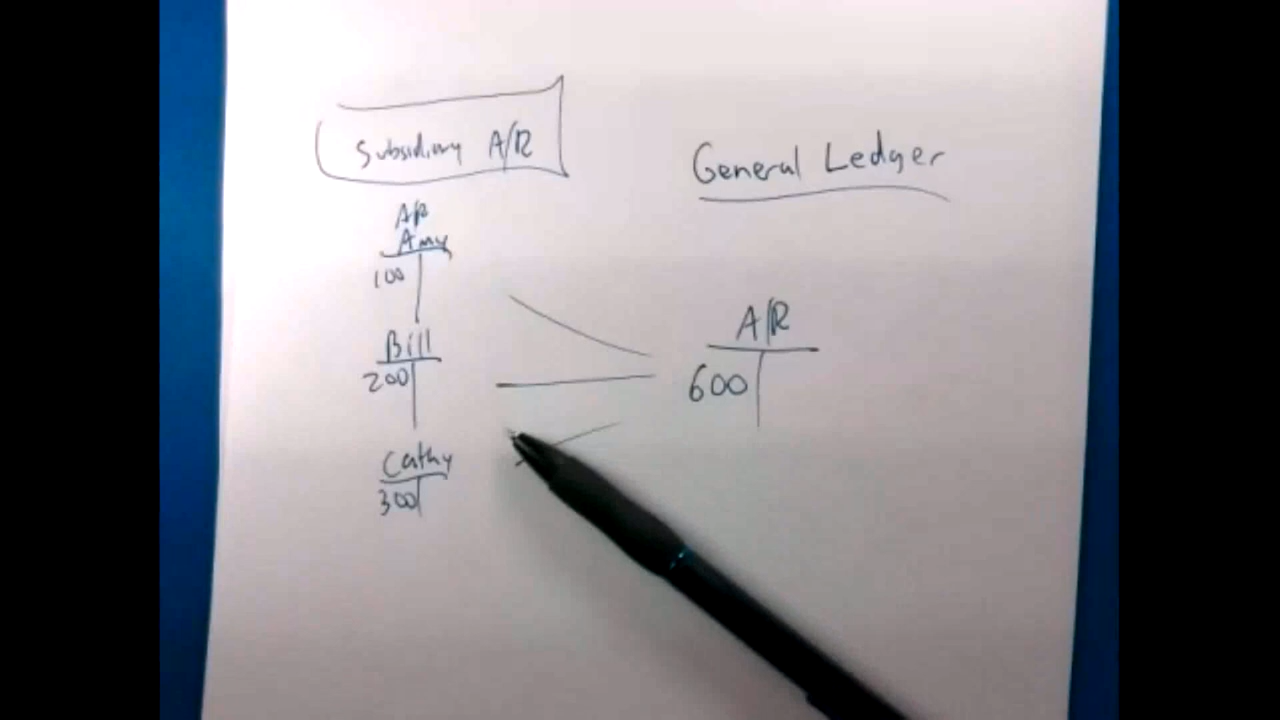 Subsidiary A/R
A/R
Amy
100
Bill
200
Cathy
300
General Ledger
A/R
600